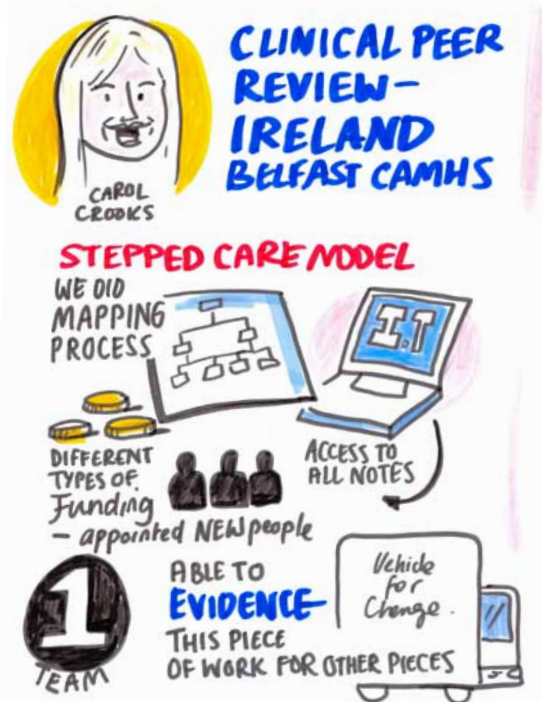 CLINICAL PEER
REVIEW-
IRELAND
BELFAST CAMHS
CAROL
CROOKS
STEPPED CARE MODEL
WE DID
MAPPING
PROCESS
I.T
DIFFERENT
TYPES OF
Funding
- appointed NEW people
ACCESS TO
ALL NOTES
1
TEAM
ABLE TO
EVIDENCE
THIS PIECE
OF WORK FOR OTHER PIECES
Vehicle
for
Change.